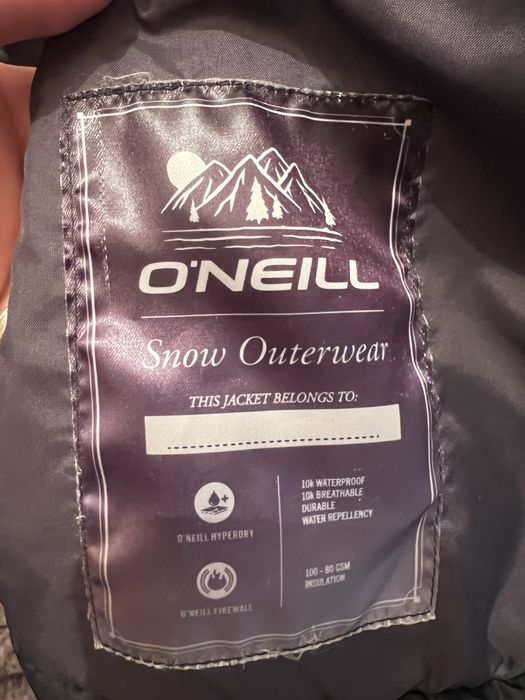 O'NEILL
Snow Outerwear
THIS JACKET BELONGS TO:
O'NEILL HYPERDRY
10k WATERPROOF
10k BREATHABLE
DURABLE
WATER REPELLENCY
O'NEILL FIREWALL
100 - 80 GSM
INSULATION